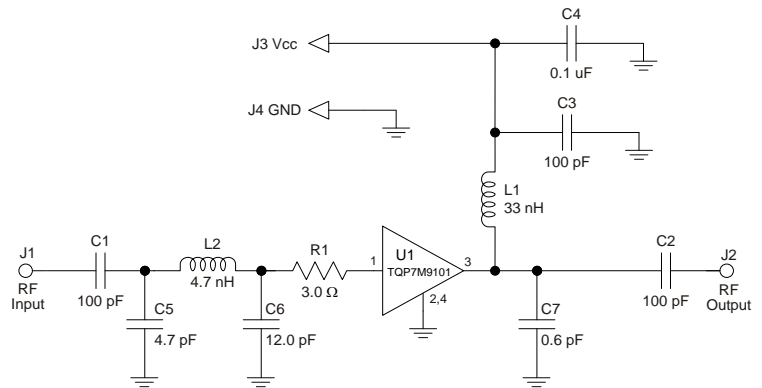 C4
J3 Vcc
0.1 uF
C3
J4 GND
100 pF
L1
33 nH
C1
L2
R1
U1
C2
J1
1
TQP7M9101
3
J2
RF
Input
4.7 nH
3.0 Ω
RF
Output
100 pF
2,4
100 pF
C5
C6
C7
4.7 pF
12.0 pF
0.6 pF